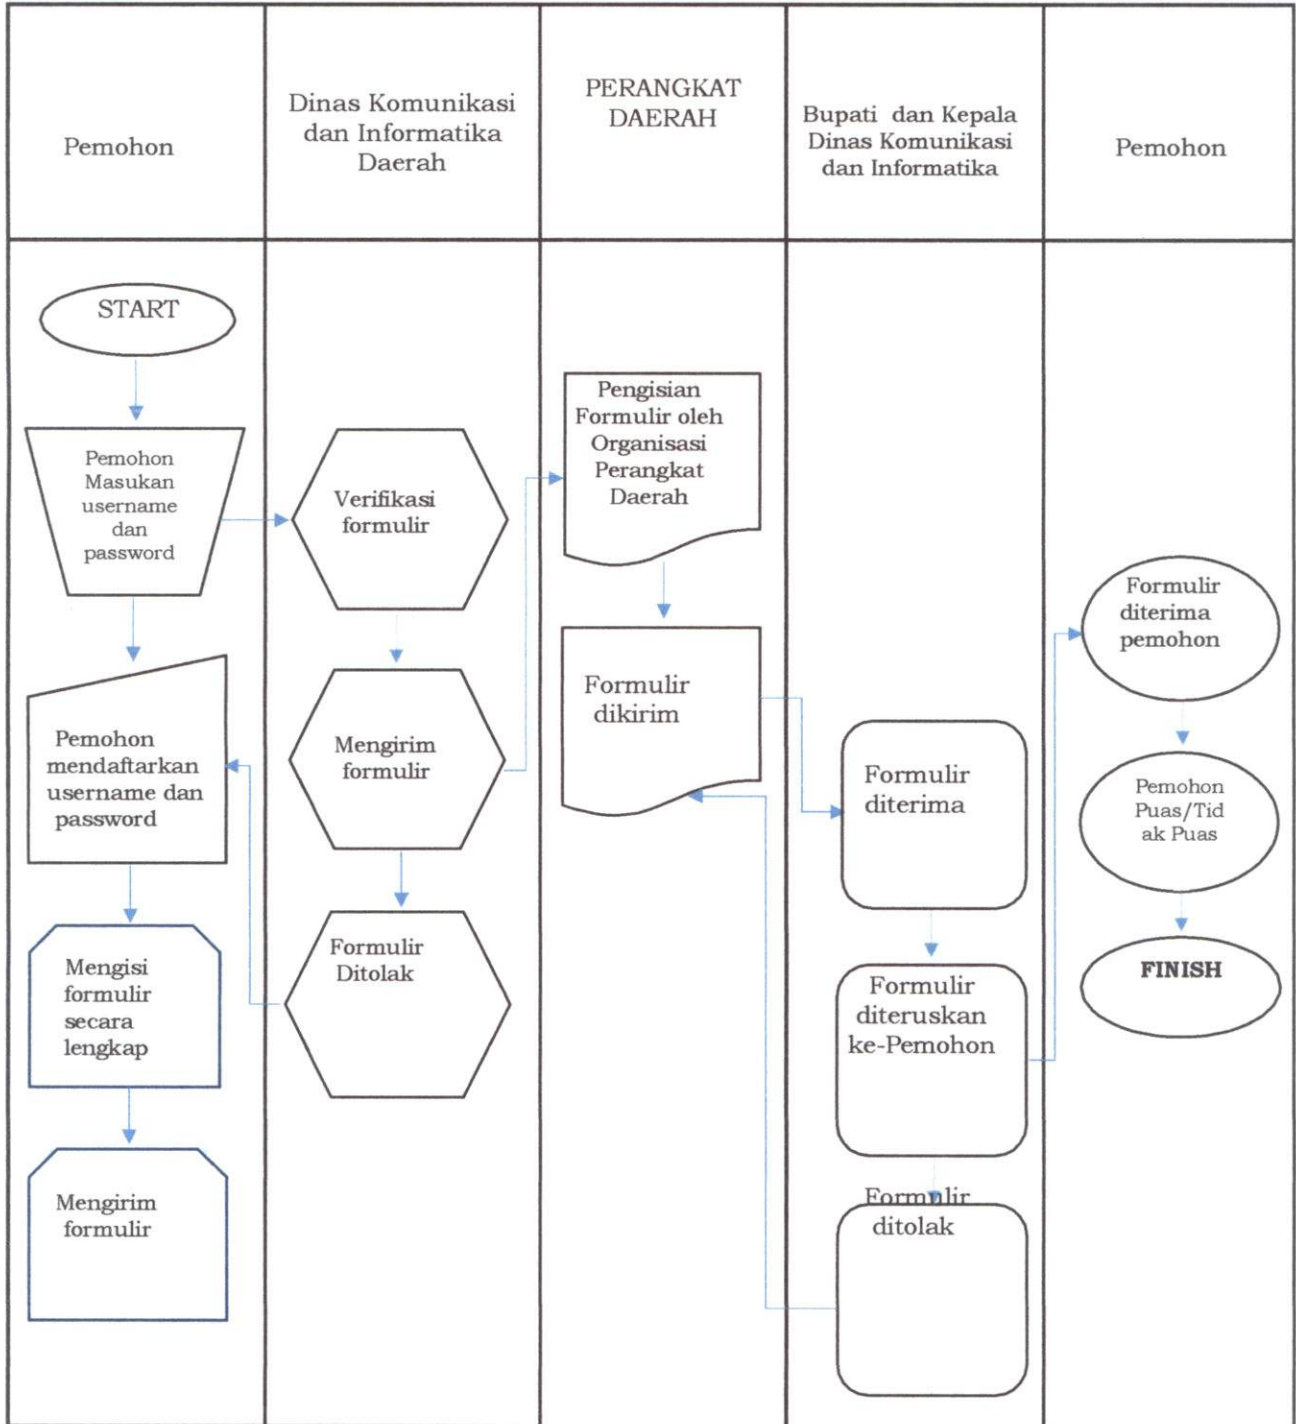 Pemohon
Dinas Komunikasi
dan Informatika
Daerah
PERANGKAT
DAERAH
Bupati dan Kepala
Dinas Komunikasi
dan Informatika
Pemohon
START
Pemohon
Masukan
username
dan
password
Pemohon
mendaftarkan
username dan
password
Mengisi
formulir
secara
lengkap
Mengirim
formulir
Verifikasi
formulir
Mengirim
formulir
Formulir
Ditolak
Pengisian
Formulir oleh
Organisasi
Perangkat
Daerah
Formulir
dikirim
Formulir
diterima
Formulir
diteruskan
ke-Pemohon
Formulir
ditolak
Formulir
diterima
pemohon
Pemohon
Puas/Tid
ak Puas
FINISH